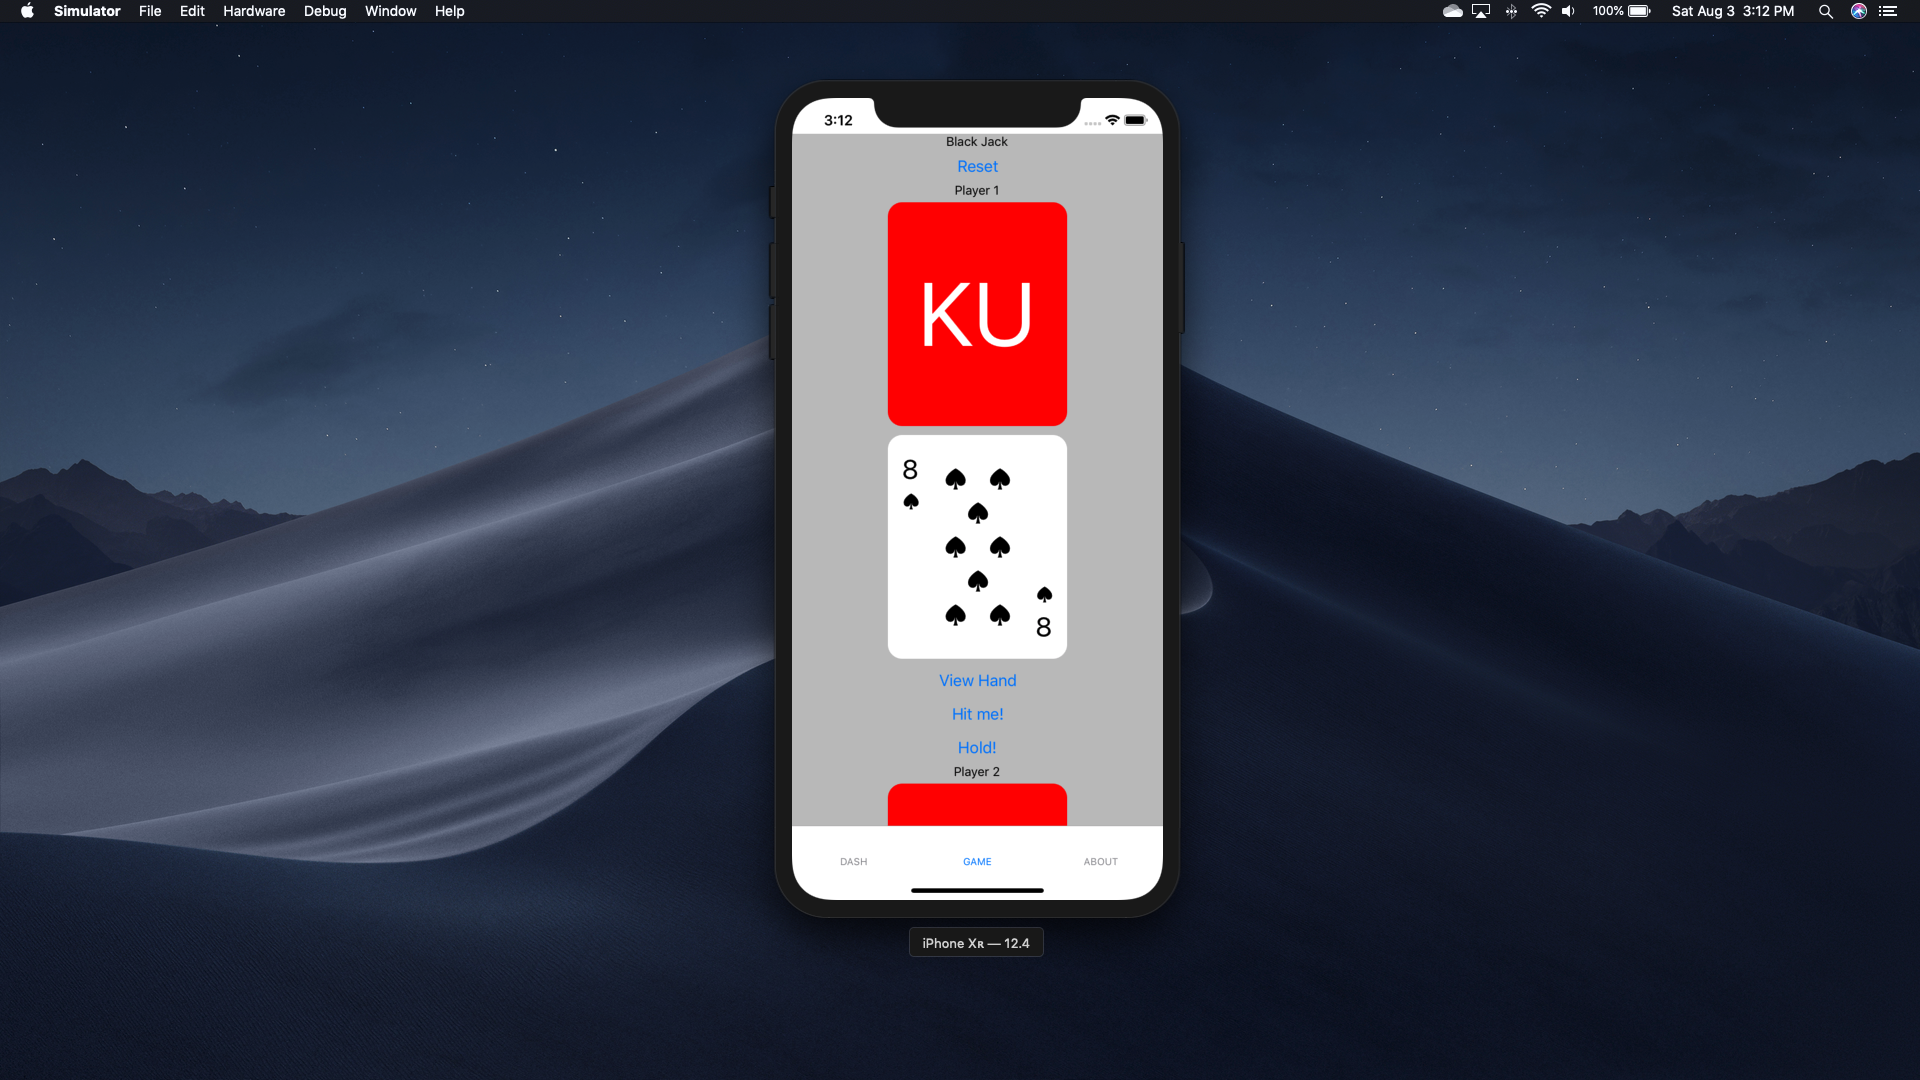 Simulator File Edit Hardware Debug Window Help 100% Sat Aug 3 3:12 PM
3:12
Black Jack
Reset
Player 1
KU
8
8
View Hand
Hit me!
Hold!
Player 2
DASH GAME ABOUT
iPhone Xʀ — 12.4